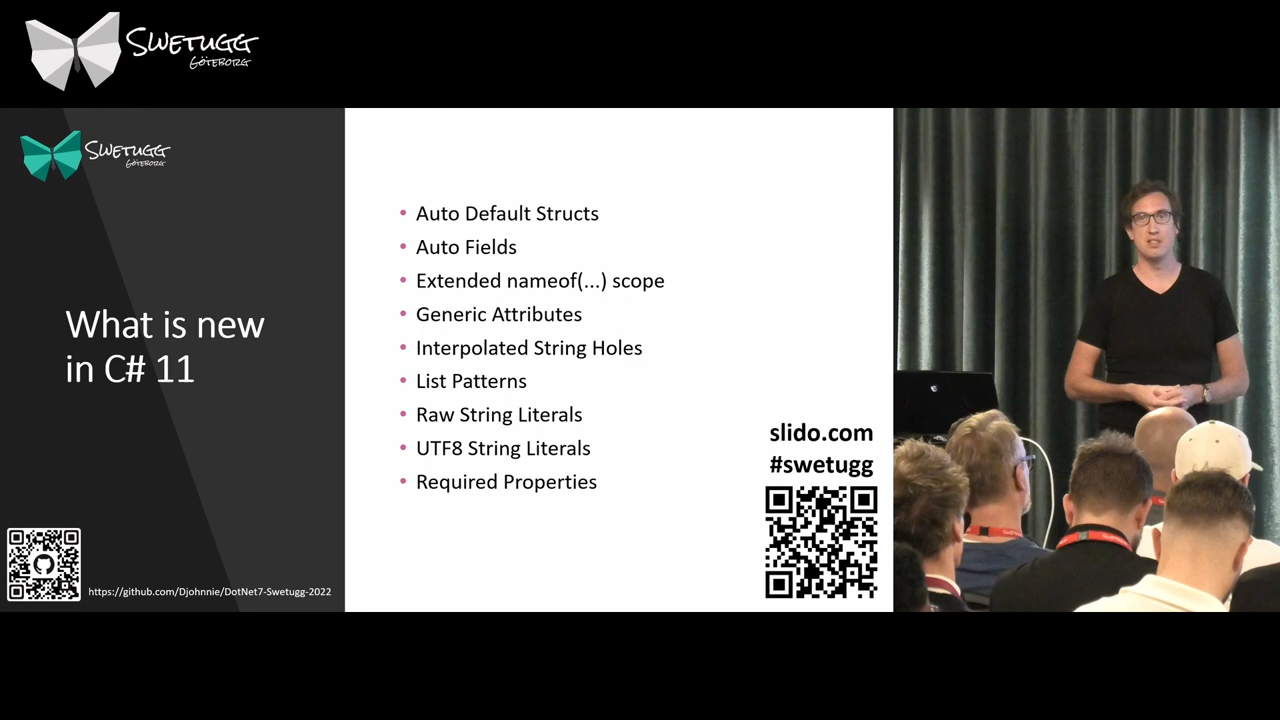 SWETUGG
GÖTEBORG
SWETUGG
GÖTEBORG
What is new
in C# 11
https://github.com/Djohnnie/DotNet7-Swetugg-2022
• Auto Default Structs
• Auto Fields
• Extended nameof(...) scope
• Generic Attributes
• Interpolated String Holes
• List Patterns
• Raw String Literals
• UTF8 String Literals
• Required Properties
slido.com
#swetugg